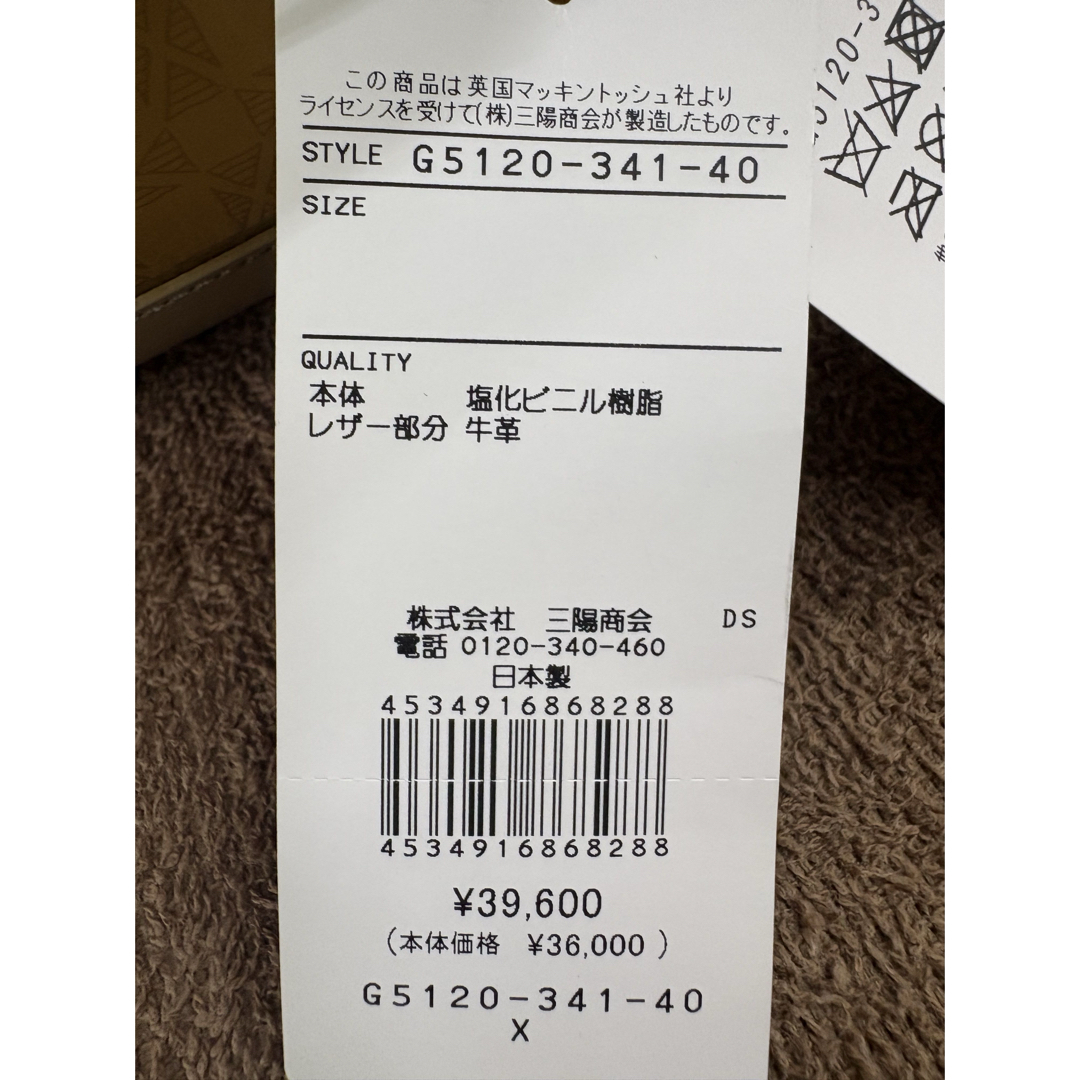 この商品は英国マッキントッシュ社より
ライセンスを受けて(株)三陽商会が製造したものです。
STYLE G5120-341-40
SIZE
QUALITY
本体 塩化ビニル樹脂
レザー部分 牛革
株式会社 三陽商会 DS
電話 0120-340-460
日本製
4534916868288
4534916868288
¥39,600
(本体価格 ¥36,000)
G5120-341-40
X